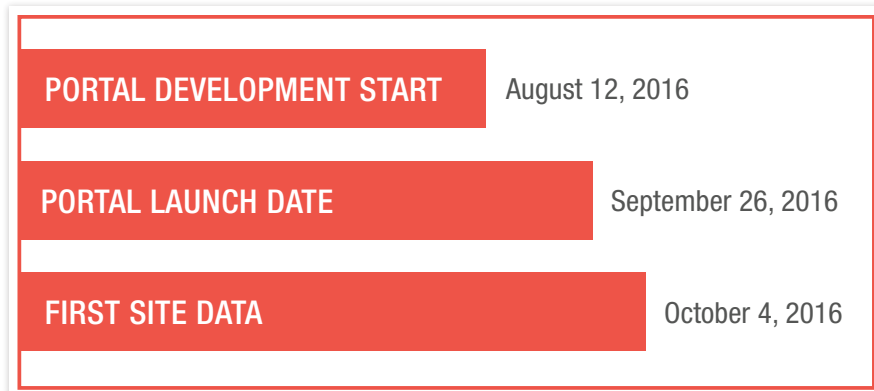 PORTAL DEVELOPMENT START August 12, 2016
PORTAL LAUNCH DATE September 26, 2016
FIRST SITE DATA October 4, 2016